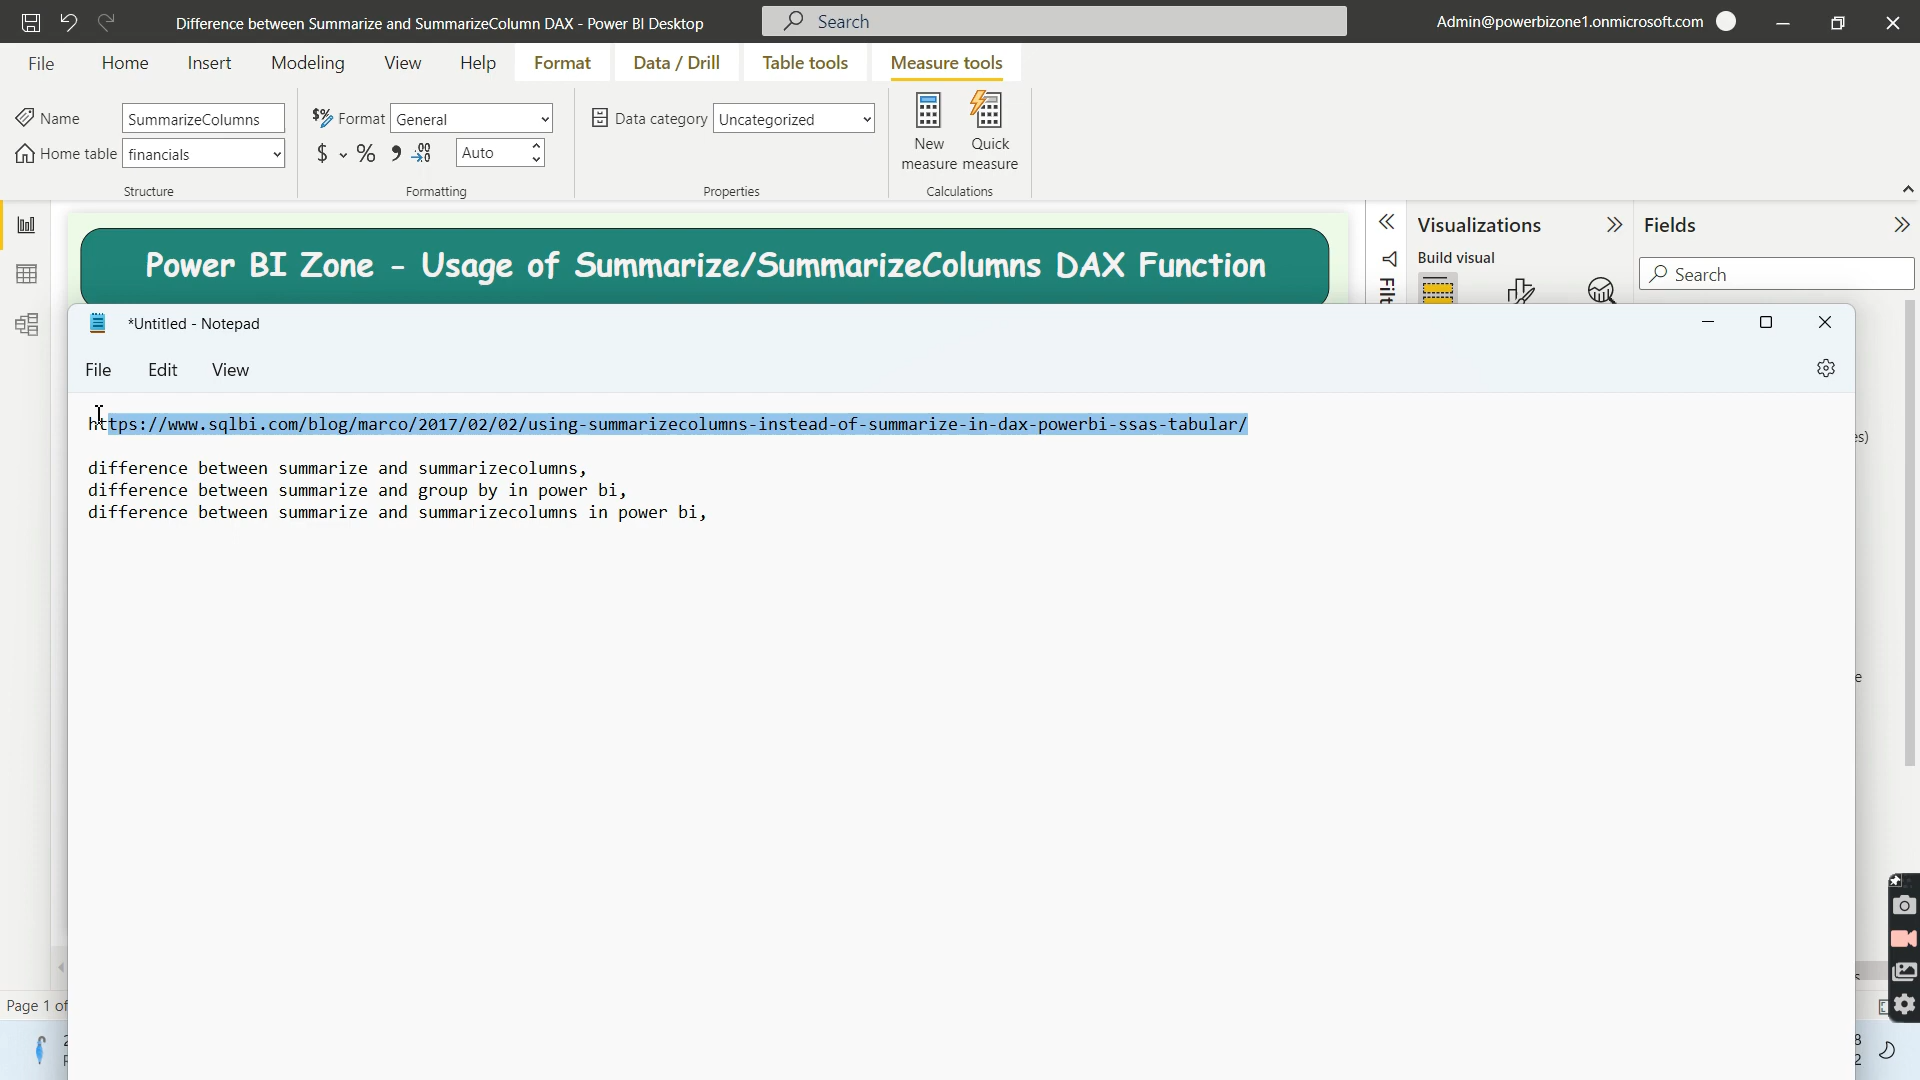 Difference between Summarize and SummarizeColumn DAX - Power BI Desktop
Search
Admin@powerbizone1.onmicrosoft.com
File Home Insert Modeling View Help Format Data / Drill Table tools Measure tools
Name SummarizeColumns
Home table financials
Structure
Format General
$ % , .00 Auto
Formatting
Data category Uncategorized
Properties
New measure
Quick measure
Calculations
Power BI Zone - Usage of Summarize/SummarizeColumns DAX Function
Visualizations
Build visual
Fields
Search
*Untitled - Notepad
File Edit View
https://www.sqlbi.com/blog/marco/2017/02/02/using-summarizecolumns-instead-of-summarize-in-dax-powerbi-ssas-tabular/
difference between summarize and summarizecolumns,
difference between summarize and group by in power bi,
difference between summarize and summarizecolumns in power bi,
Page 1 of